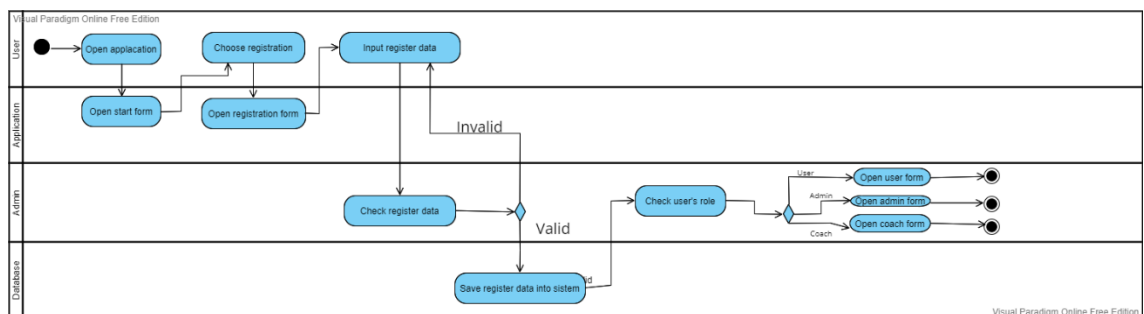 Visual Paradigm Online Free Edition
User
Open applacation
Choose registration
Input register data
Application
Open start form
Open registration form
Invalid
Admin
Check register data
Valid
Check user's role
User
Open user form
Admin
Open admin form
Coach
Open coach form
Database
Save register data into sistem
lid
Visual Paradigm Online Free Edition